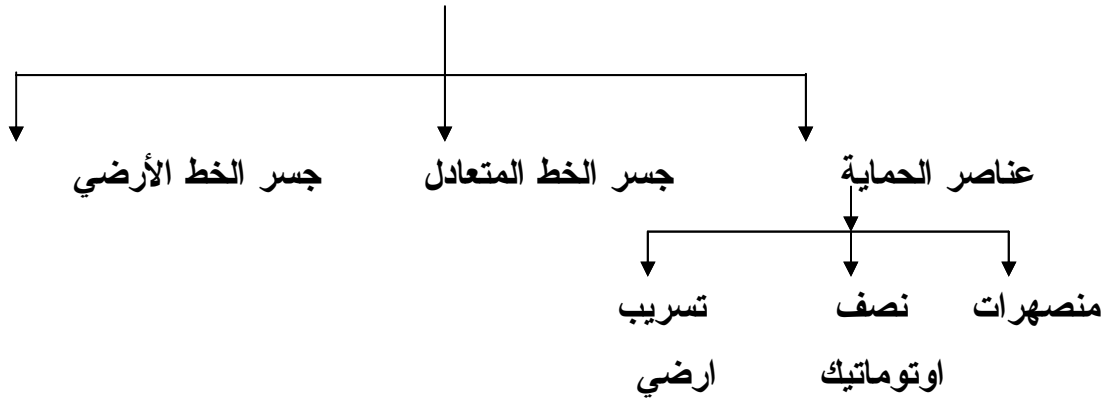 عناصر الحماية جسر الخط المتعادل جسر الخط الأرضي
منصهرات نصف تسريب
اوتوماتيك ارضي